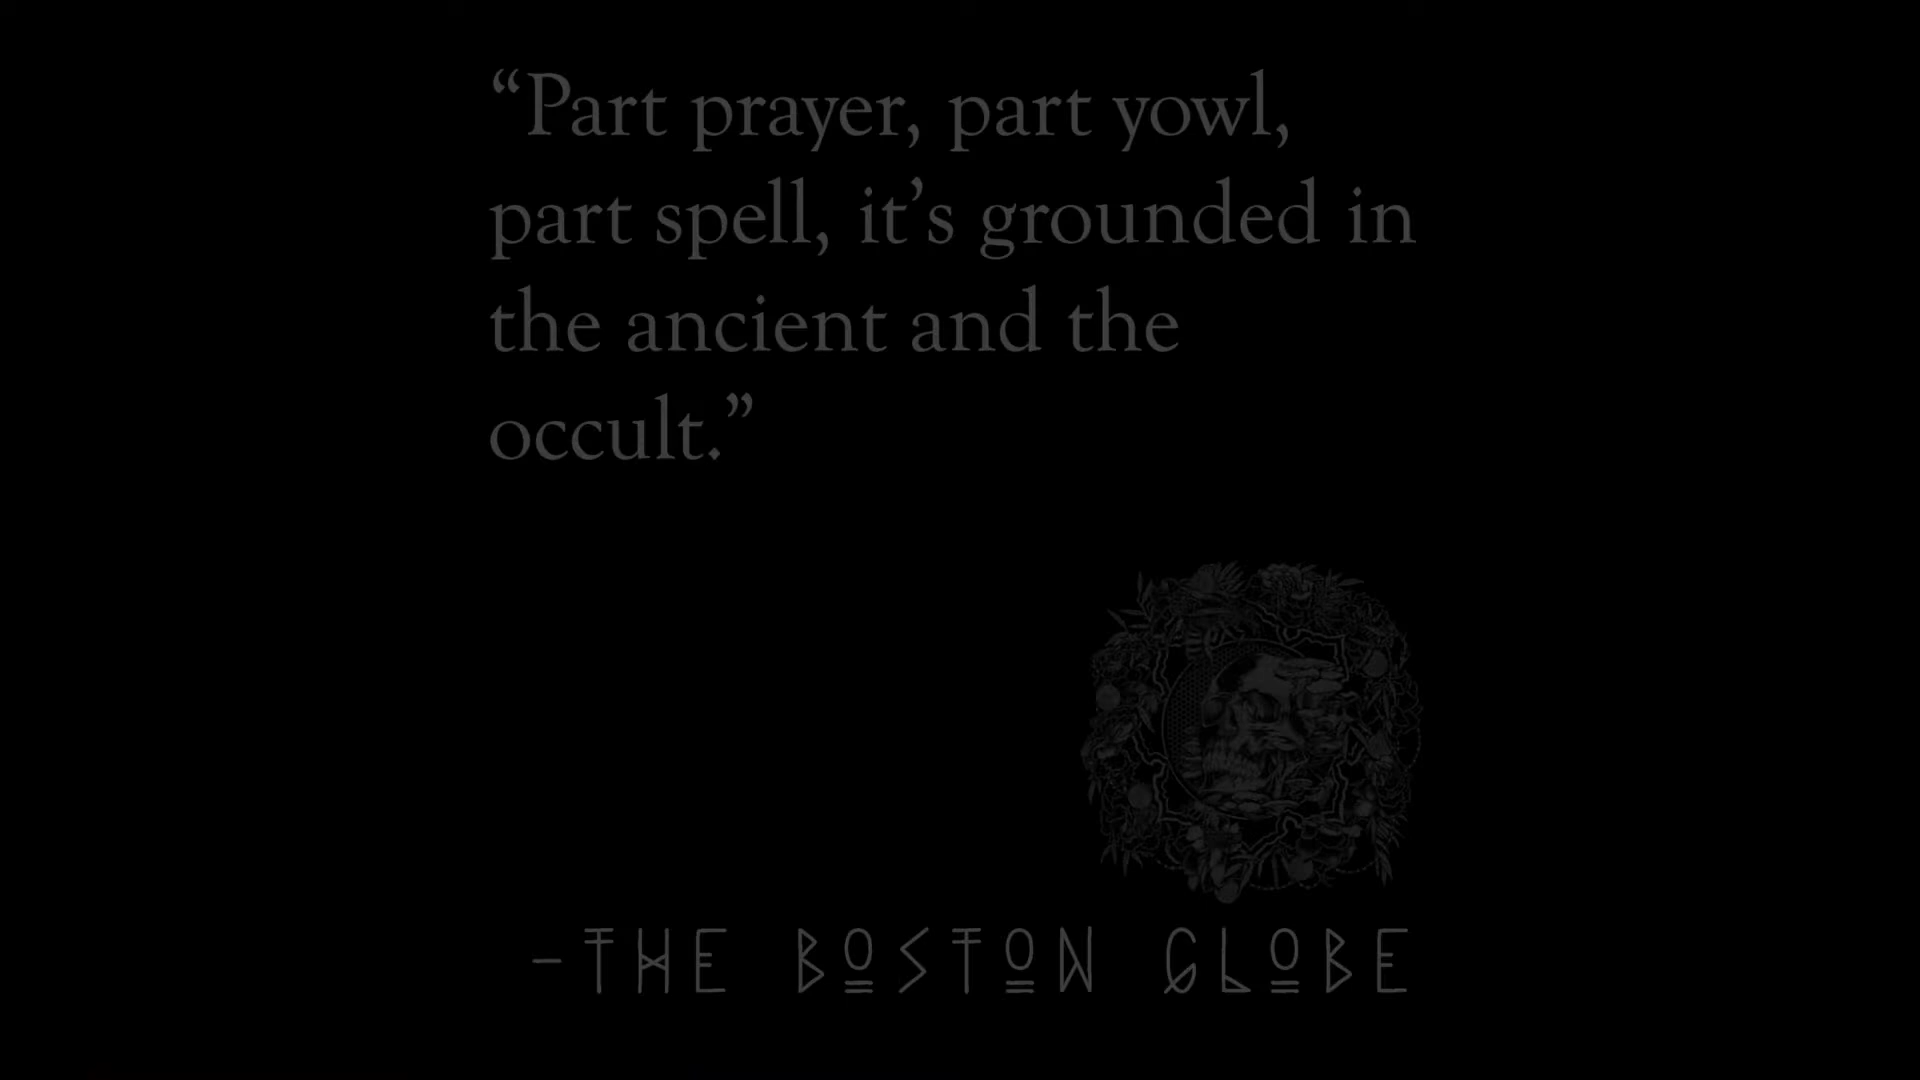 “Part prayer, part yowl,
part spell, it’s grounded in
the ancient and the
occult.”
–THE BOSTON GLOBE